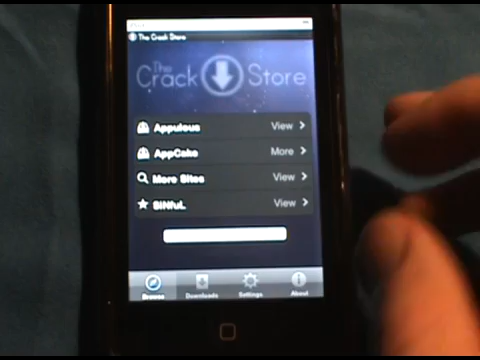 The Crack Store
The
Crack Store
Appulous View
AppCake More
More Sites View
SiNfuL View
Browse Downloads Settings About